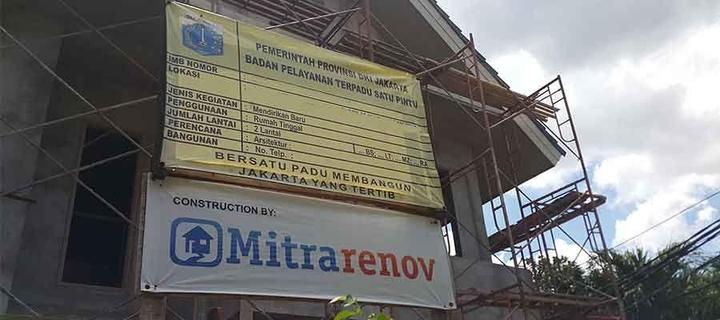 PEMERINTAH PROVINSI DKI JAKARTA
BADAN PELAYANAN TERPADU SATU PINTU
IMB NOMOR
LOKASI
JENIS KEGIATAN : Mendirikan Baru
PENGGUNAAN : Rumah Tinggal
JUMLAH LANTAI : 2 Lantai
PERENCANA : Arsitektur :
BANGUNAN : No. Telp. :
BERSATU PADU MEMBANGUN
JAKARTA YANG TERTIB
CONSTRUCTION BY:
Mitrarenov